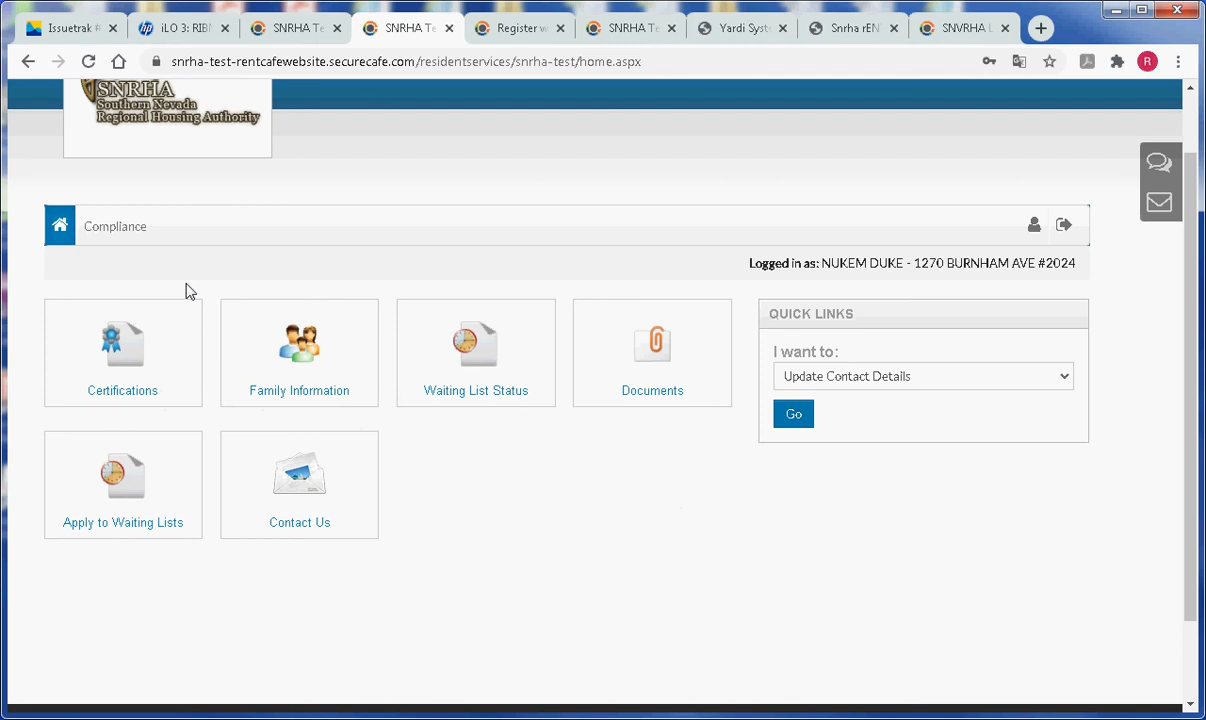 Issuetrak #
iLO 3: RIBI
SNRHA Te
SNRHA Te
Register w
SNRHA Te
Yardi Syst
Snrha rEN
SNVRHA L
snrha-test-rentcafewebsite.securecafe.com/residentservices/snrha-test/home.aspx
R
SNRHA
Southern Nevada
Regional Housing Authority
Compliance
Logged in as: NUKEM DUKE - 1270 BURNHAM AVE #2024
Certifications
Family Information
Waiting List Status
Documents
QUICK LINKS
I want to:
Update Contact Details
Go
Apply to Waiting Lists
Contact Us